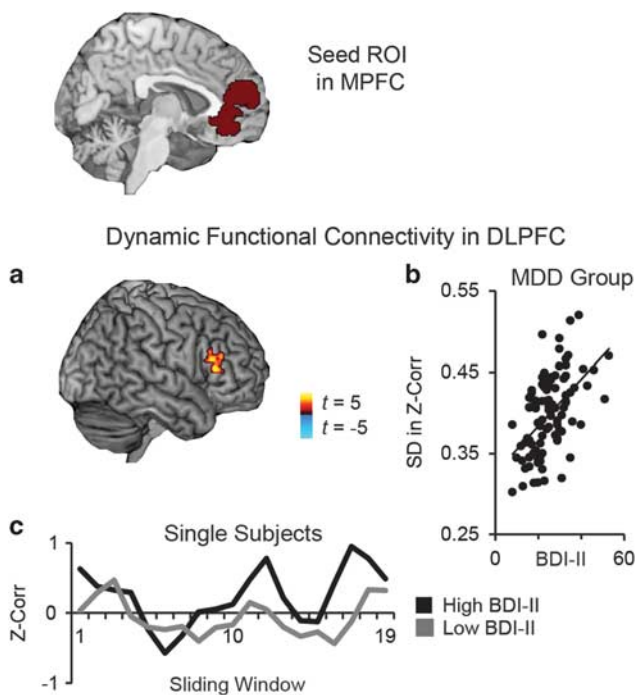 Seed ROI
in MPFC
Dynamic Functional Connectivity in DLPFC
a
t = 5
t = -5
b
MDD Group
0.55
0.45
0.35
0.25
SD in Z-Corr
0
BDI-II
60
c
Single Subjects
1
0
-1
Z-Corr
1
10
19
Sliding Window
High BDI-II
Low BDI-II